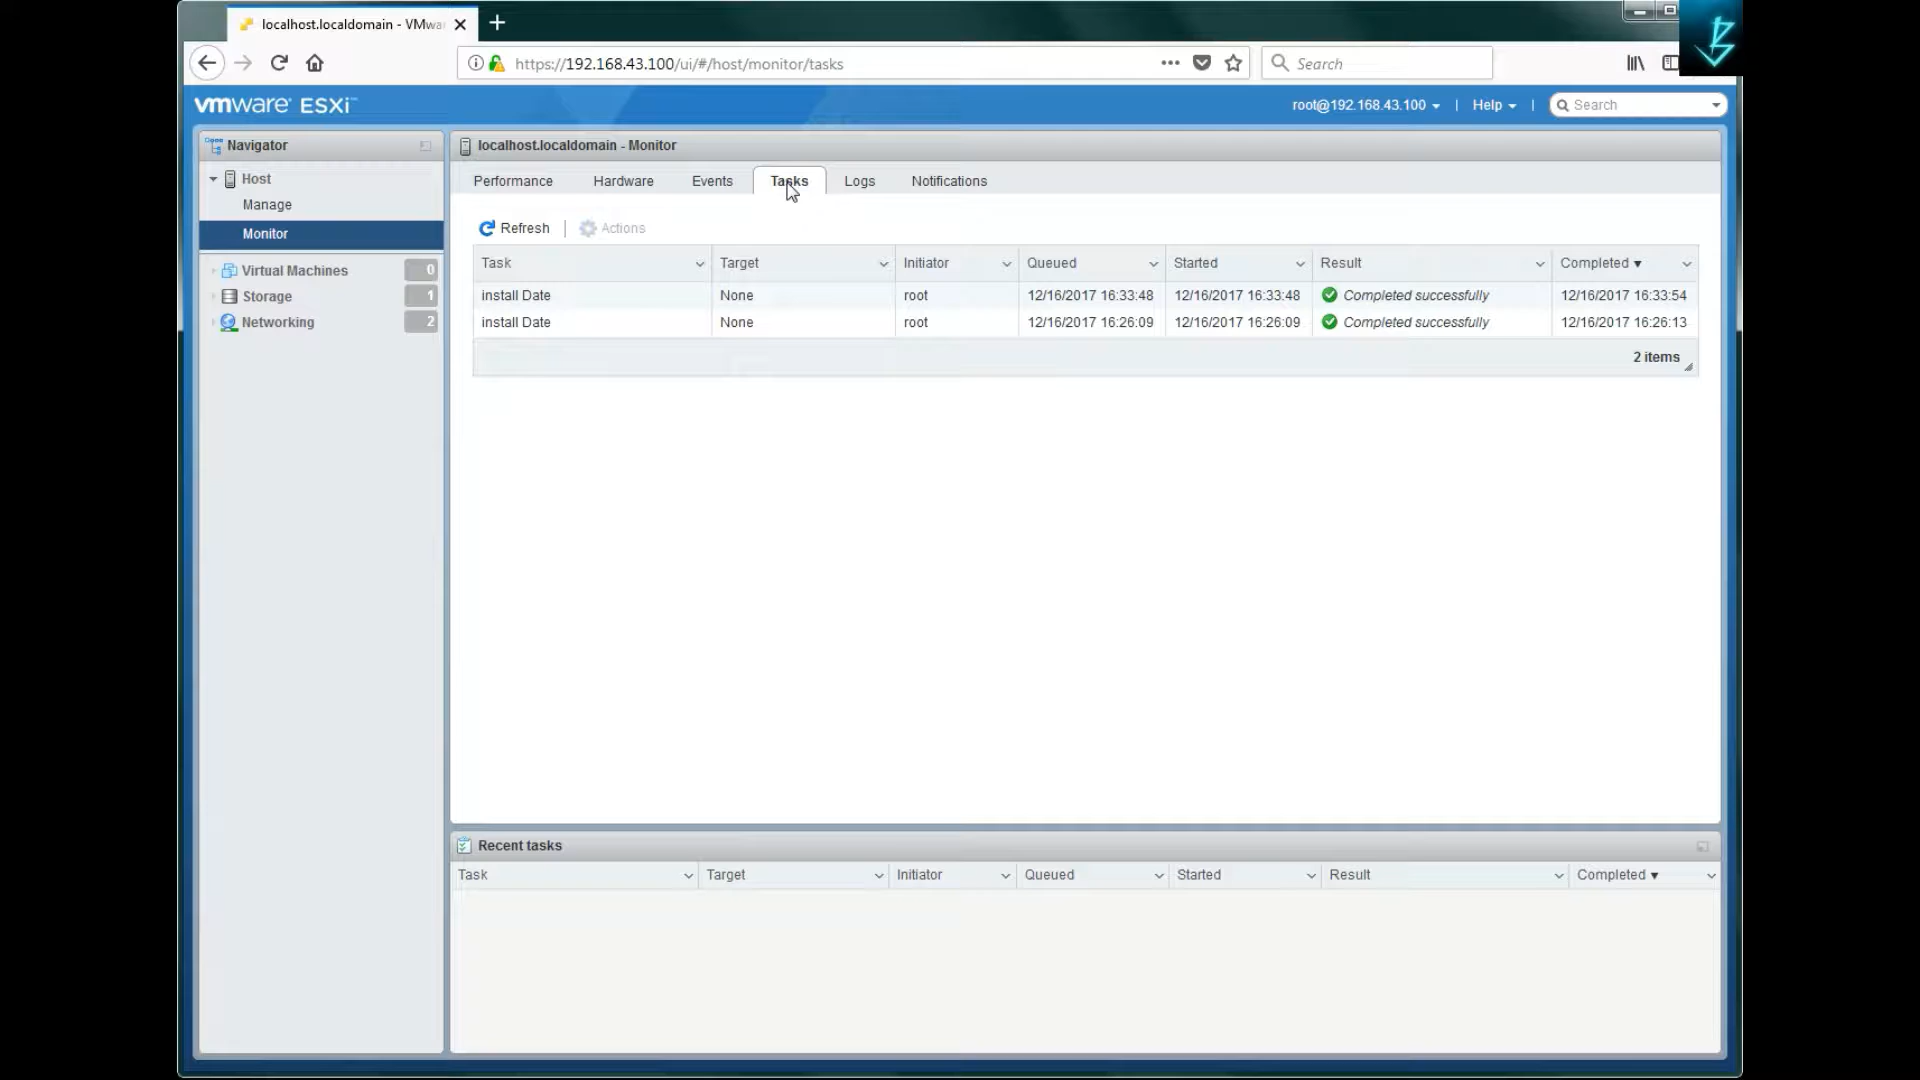 localhost.localdomain - VMwa
https://192.168.43.100/ui/#/host/monitor/tasks
Search
vmware ESXi
root@192.168.43.100 | Help | Search
Navigator
Host
Manage
Monitor
Virtual Machines 0
Storage 1
Networking 2
localhost.localdomain - Monitor
Performance Hardware Events Tasks Logs Notifications
Refresh | Actions
Task Target Initiator Queued Started Result Completed
install Date None root 12/16/2017 16:33:48 12/16/2017 16:33:48 Completed successfully 12/16/2017 16:33:54
install Date None root 12/16/2017 16:26:09 12/16/2017 16:26:09 Completed successfully 12/16/2017 16:26:13
2 items
Recent tasks
Task Target Initiator Queued Started Result Completed